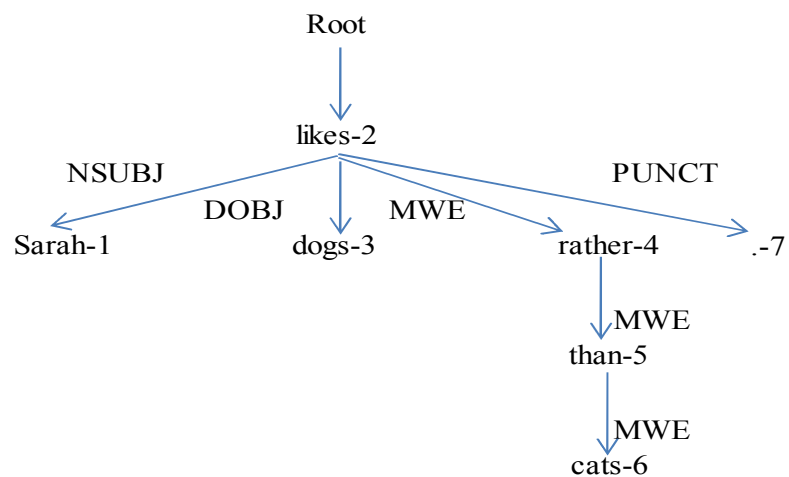 Root
likes-2
NSUBJ PUNCT
DOBJ MWE
Sarah-1 dogs-3 rather-4 .-7
MWE
than-5
MWE
cats-6